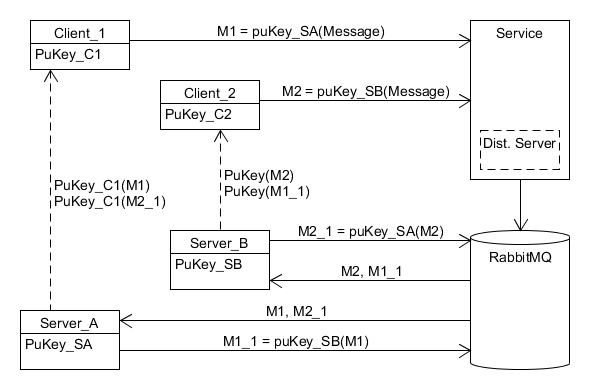 Client_1
PuKey_C1
M1 = puKey_SA(Message)
Service
Client_2
PuKey_C2
M2 = puKey_SB(Message)
Dist. Server
PuKey_C1(M1)
PuKey_C1(M2_1)
PuKey(M2)
PuKey(M1_1)
Server_B
PuKey_SB
M2_1 = puKey_SA(M2)
M2, M1_1
RabbitMQ
Server_A
PuKey_SA
M1, M2_1
M1_1 = puKey_SB(M1)